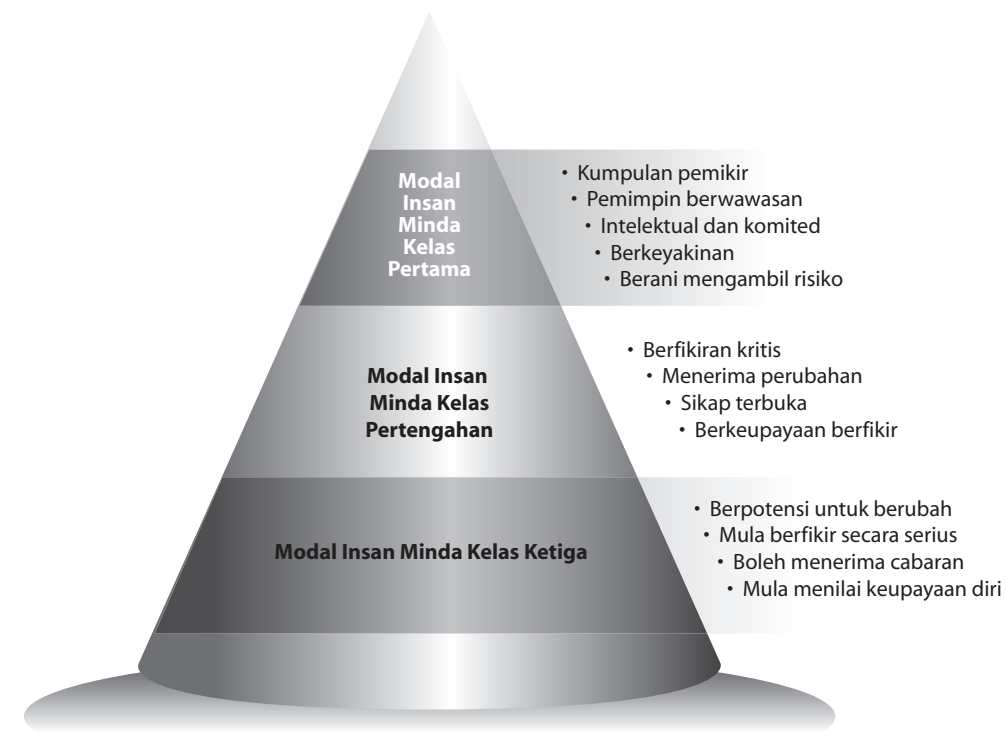 Modal
Insan
Minda
Kelas
Pertama
• Kumpulan pemikir
• Pemimpin berwawasan
• Intelektual dan komited
• Berkeyakinan
• Berani mengambil risiko
Modal Insan
Minda Kelas
Pertengahan
• Berfikiran kritis
• Menerima perubahan
• Sikap terbuka
• Berkeupayaan berfikir
Modal Insan Minda Kelas Ketiga
• Berpotensi untuk berubah
• Mula berfikir secara serius
• Boleh menerima cabaran
• Mula menilai keupayaan diri